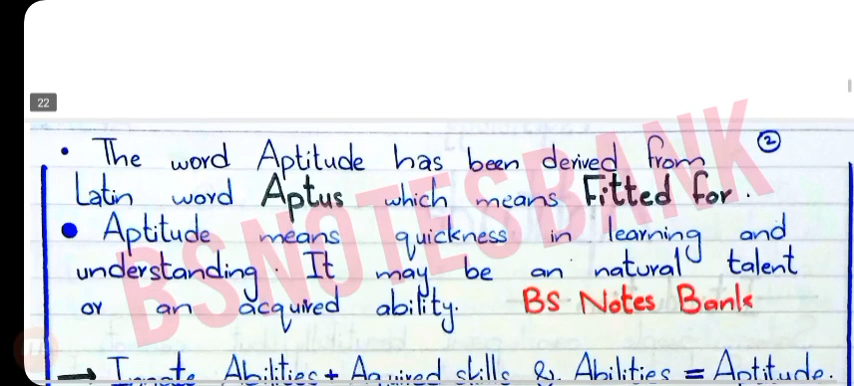 22
BSNOTESBANK
②
• The word Aptitude has been derived from
Latin word Aptus which means Fitted for.
• Aptitude means quickness in learning and
understanding. It may be an natural talent
or an acquired ability. BS Notes Bank
→ Innate Abilities + Aquired skills & Abilities = Aptitude.